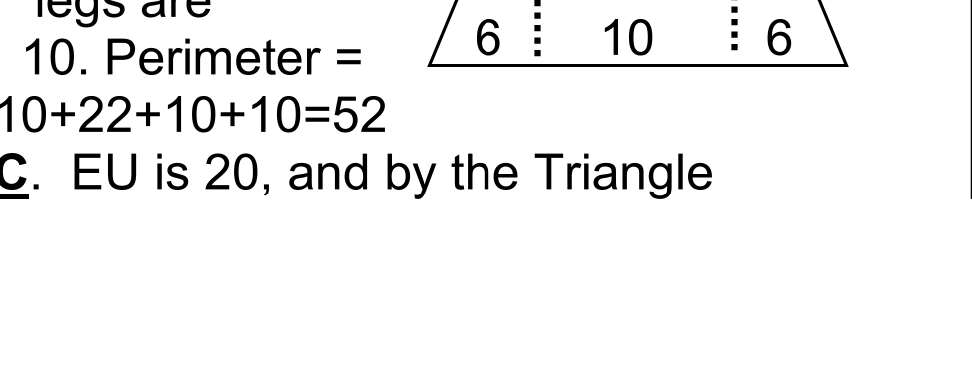 legs are
6 10 6
10. Perimeter =
10+22+10+10=52
C. EU is 20, and by the Triangle